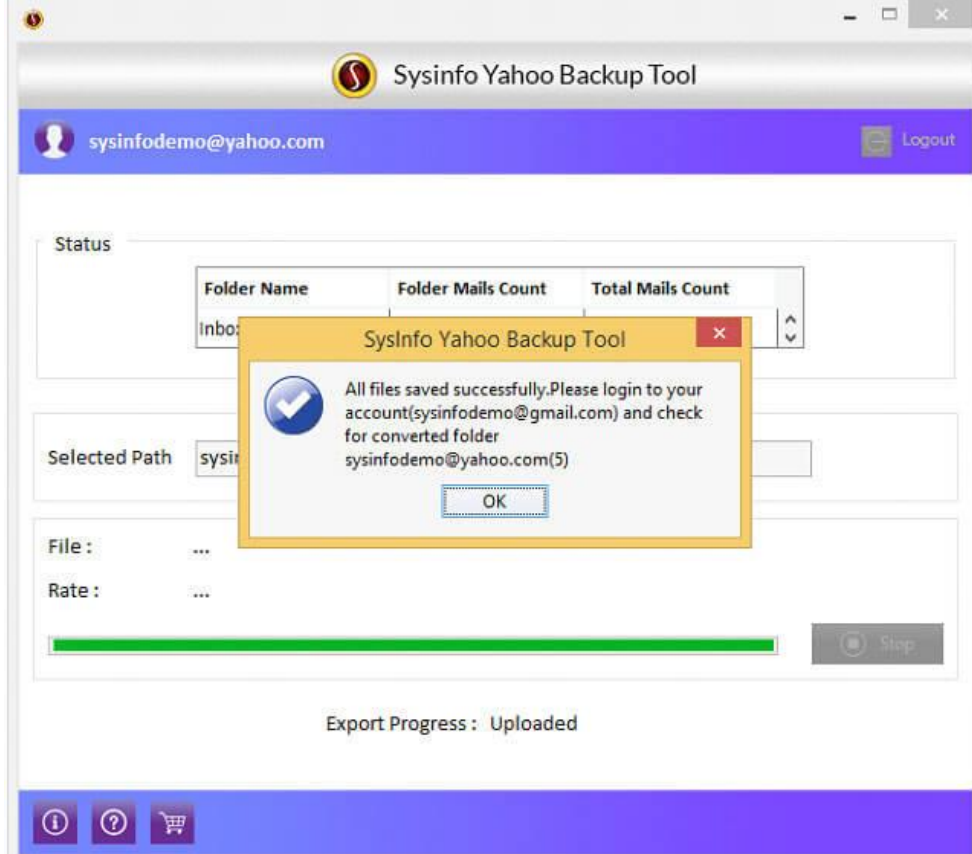 Sysinfo Yahoo Backup Tool
sysinfodemo@yahoo.com
Logout
Status
Folder Name Folder Mails Count Total Mails Count
SysInfo Yahoo Backup Tool
All files saved successfully.Please login to your
account(sysinfodemo@gmail.com) and check
for converted folder
sysinfodemo@yahoo.com(5)
OK
Selected Path
File : ...
Rate : ...
Stop
Export Progress : Uploaded